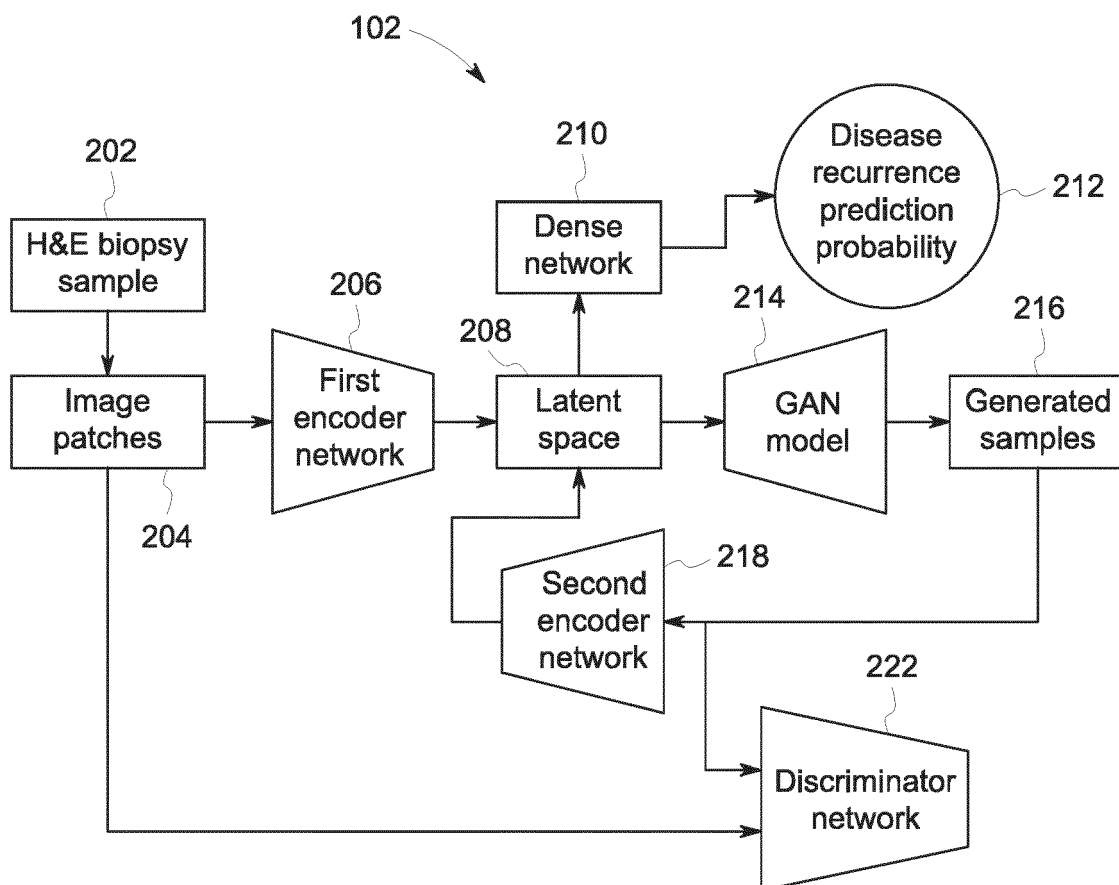 102
202
H&E biopsy
sample
204
Image
patches
206
First
encoder
network
208
Latent
space
210
Dense
network
212
Disease
recurrence
prediction
probability
214
GAN
model
216
Generated
samples
218
Second
encoder
network
222
Discriminator
network